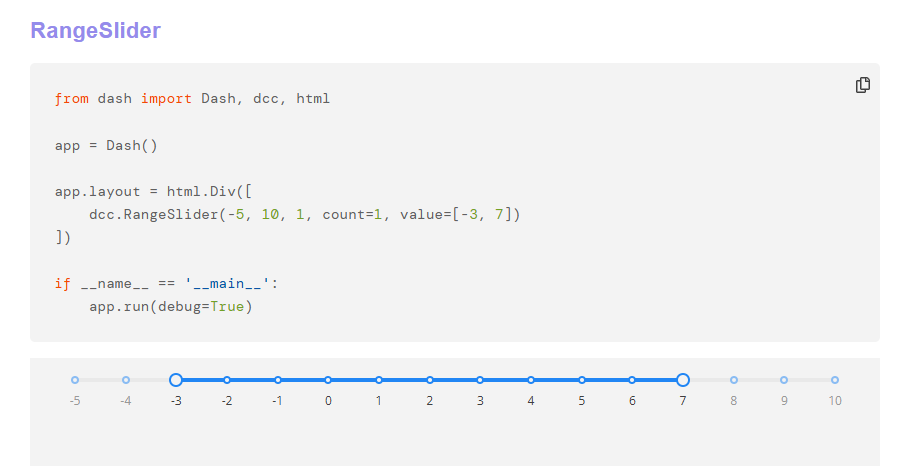 RangeSlider
from dash import Dash, dcc, html
app = Dash()
app.layout = html.Div([
    dcc.RangeSlider(-5, 10, 1, count=1, value=[-3, 7])
])
if __name__ == '__main__':
    app.run(debug=True)
-5 -4 -3 -2 -1 0 1 2 3 4 5 6 7 8 9 10